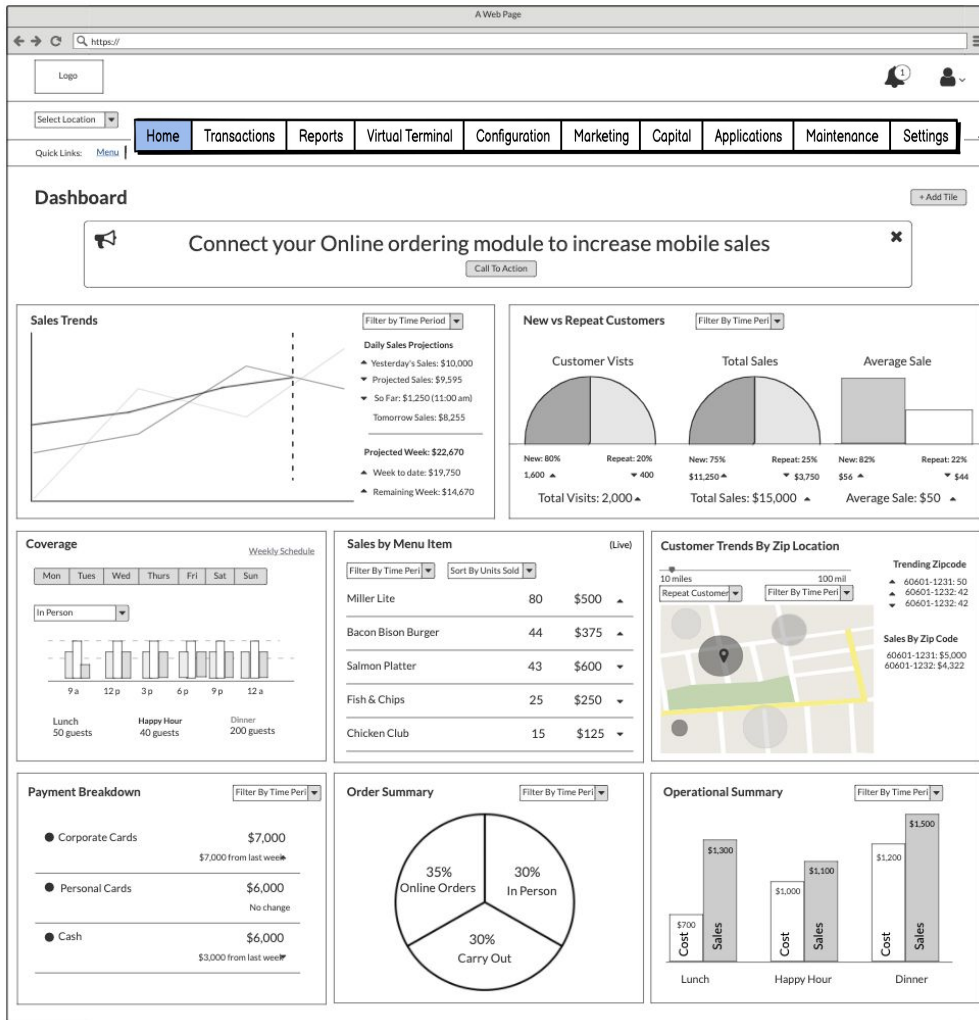 A Web Page
https://
Logo
1
Select Location
Home Transactions Reports Virtual Terminal Configuration Marketing Capital Applications Maintenance Settings
Quick Links: Menu
Dashboard
+ Add Tile
Connect your Online ordering module to increase mobile sales
Call To Action
Sales Trends
Filter by Time Period
Daily Sales Projections
Yesterday's Sales: $10,000
Projected Sales: $9,595
So Far: $1,250 (11:00 am)
Tomorrow Sales: $8,255
Projected Week: $22,670
Week to date: $19,750
Remaining Week: $14,670
New vs Repeat Customers
Filter By Time Peri
Customer Vists Total Sales Average Sale
New: 80% Repeat: 20% New: 75% Repeat: 25% New: 82% Repeat: 22%
1,600 400 $11,250 $3,750 $56 $44
Total Visits: 2,000 Total Sales: $15,000 Average Sale: $50
Coverage
Weekly Schedule
Mon Tues Wed Thurs Fri Sat Sun
In Person
9 a 12 p 3 p 6 p 9 p 12 a
Lunch Happy Hour Dinner
50 guests 40 guests 200 guests
Sales by Menu Item (Live)
Filter By Time Peri Sort By Units Sold
Miller Lite 80 $500
Bacon Bison Burger 44 $375
Salmon Platter 43 $600
Fish & Chips 25 $250
Chicken Club 15 $125
Customer Trends By Zip Location
10 miles 100 mil
Repeat Customer Filter By Time Peri
Trending Zipcode
60601-1231: 50
60601-1232: 42
60601-1232: 42
Sales By Zip Code
60601-1231: $5,000
60601-1232: $4,322
Payment Breakdown
Filter By Time Peri
Corporate Cards $7,000
$7,000 from last week
Personal Cards $6,000
No change
Cash $6,000
$3,000 from last week
Order Summary
Filter By Time Peri
35%
Online Orders
30%
In Person
30%
Carry Out
Operational Summary
Filter By Time Peri
$700 $1,300 $1,000 $1,100 $1,200 $1,500
Cost Sales Cost Sales Cost Sales
Lunch Happy Hour Dinner